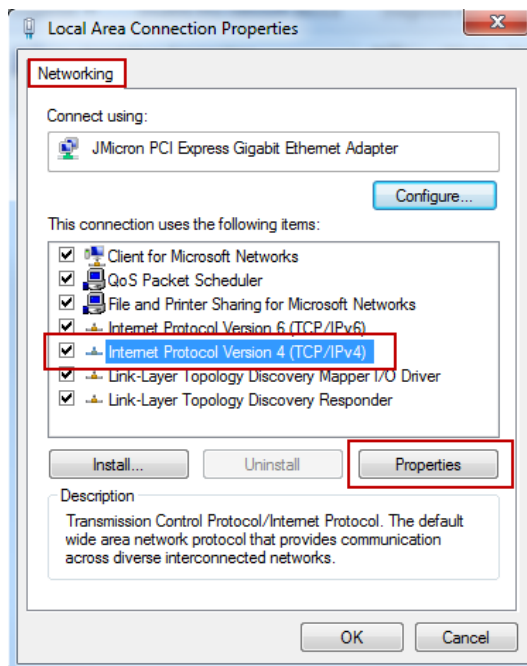 Local Area Connection Properties
Networking
Connect using:
JMicron PCI Express Gigabit Ethernet Adapter
Configure...
This connection uses the following items:
Client for Microsoft Networks
QoS Packet Scheduler
File and Printer Sharing for Microsoft Networks
Internet Protocol Version 6 (TCP/IPv6)
Internet Protocol Version 4 (TCP/IPv4)
Link-Layer Topology Discovery Mapper I/O Driver
Link-Layer Topology Discovery Responder
Install...
Uninstall
Properties
Description
Transmission Control Protocol/Internet Protocol. The default
wide area network protocol that provides communication
across diverse interconnected networks.
OK
Cancel